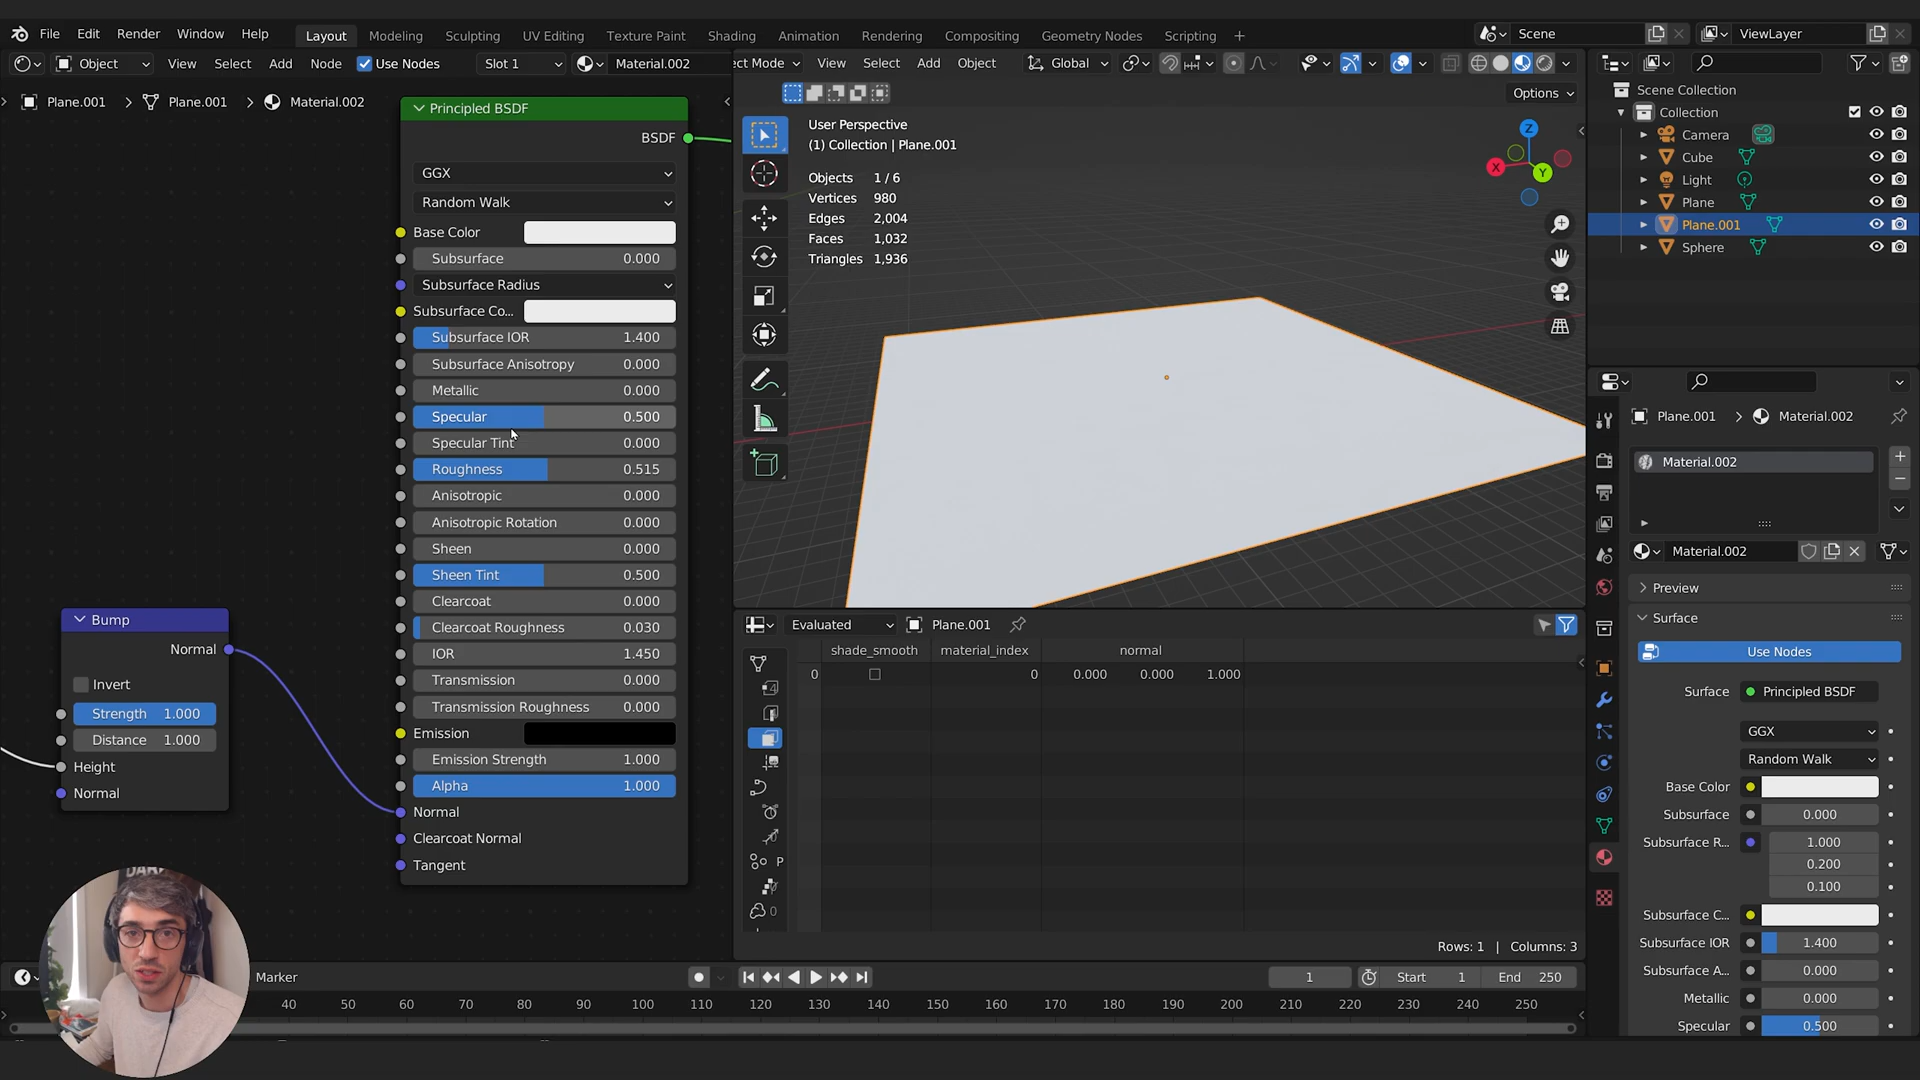 File Edit Render Window Help Layout Modeling Sculpting UV Editing Texture Paint Shading Animation Rendering Compositing Geometry Nodes Scripting + Scene ViewLayer
Object View Select Add Node Use Nodes Slot 1 Material.002
ect Mode View Select Add Object Global
Plane.001 > Plane.001 > Material.002
Options
Principled BSDF
BSDF
GGX
Random Walk
Base Color
Subsurface 0.000
Subsurface Radius
Subsurface Co...
Subsurface IOR 1.400
Subsurface Anisotropy 0.000
Metallic 0.000
Specular 0.500
Specular Tint 0.000
Roughness 0.515
Anisotropic 0.000
Anisotropic Rotation 0.000
Sheen 0.000
Sheen Tint 0.500
Clearcoat 0.000
Clearcoat Roughness 0.030
IOR 1.450
Transmission 0.000
Transmission Roughness 0.000
Emission
Emission Strength 1.000
Alpha 1.000
Normal
Clearcoat Normal
Tangent
Bump
Normal
Invert
Strength 1.000
Distance 1.000
Height
Normal
User Perspective
(1) Collection | Plane.001
Objects 1 / 6
Vertices 980
Edges 2,004
Faces 1,032
Triangles 1,936
Z
X
Y
Evaluated Plane.001
shade_smooth material_index normal
0 0 0.000 0.000 1.000
4
P
0
Rows: 1 | Columns: 3
Scene Collection
Collection
Camera
Cube
Light
Plane
Plane.001
Sphere
Plane.001 > Material.002
Material.002
Material.002
Preview
Surface
Use Nodes
Surface Principled BSDF
GGX
Random Walk
Base Color
Subsurface 0.000
Subsurface R... 1.000
0.200
0.100
Subsurface C...
Subsurface IOR 1.400
Subsurface A... 0.000
Metallic 0.000
Specular 0.500
Marker
1 Start 1 End 250
40 50 60 70 80 90 100 110 120 130 140 150 160 170 180 190 200 210 220 230 240 250